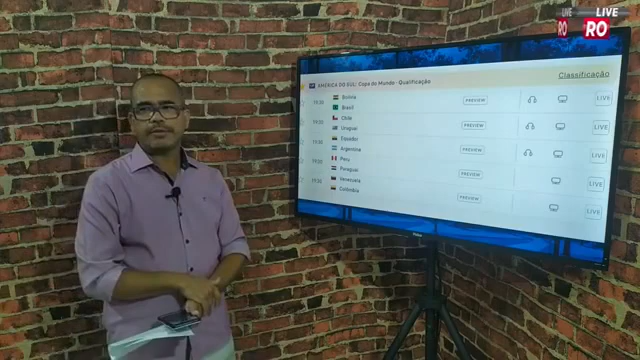 LIVE LIVE
RO RO
AMÉRICA DO SUL: Copa do Mundo - Qualificação Classificação
19:30 Bolívia PREVIEW LIVE
Brasil
19:30 Chile PREVIEW LIVE
Uruguai
19:30 Equador PREVIEW LIVE
Argentina
19:30 Peru PREVIEW LIVE
Paraguai
19:30 Venezuela PREVIEW LIVE
Colômbia